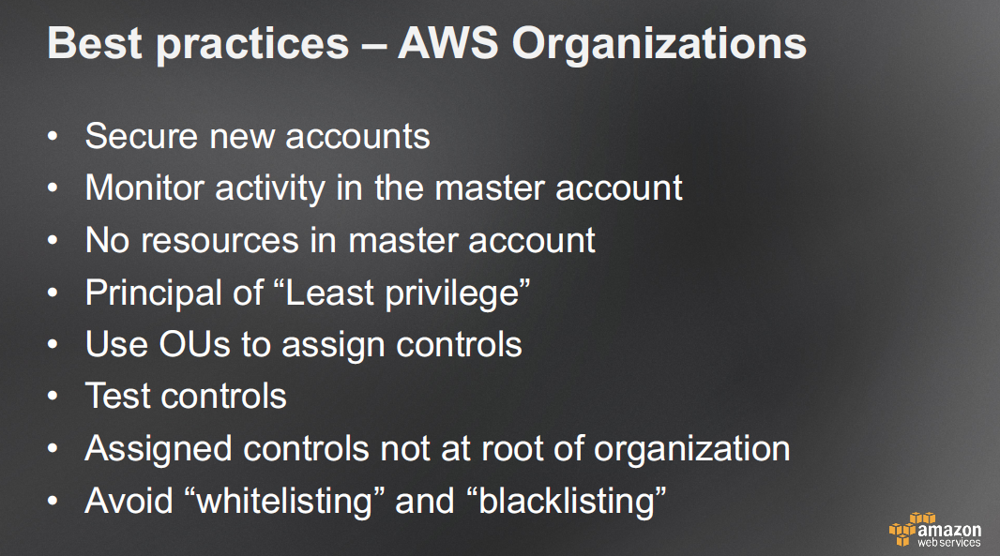 Best practices – AWS Organizations
• Secure new accounts
• Monitor activity in the master account
• No resources in master account
• Principal of “Least privilege”
• Use OUs to assign controls
• Test controls
• Assigned controls not at root of organization
• Avoid “whitelisting” and “blacklisting”
amazon
web services